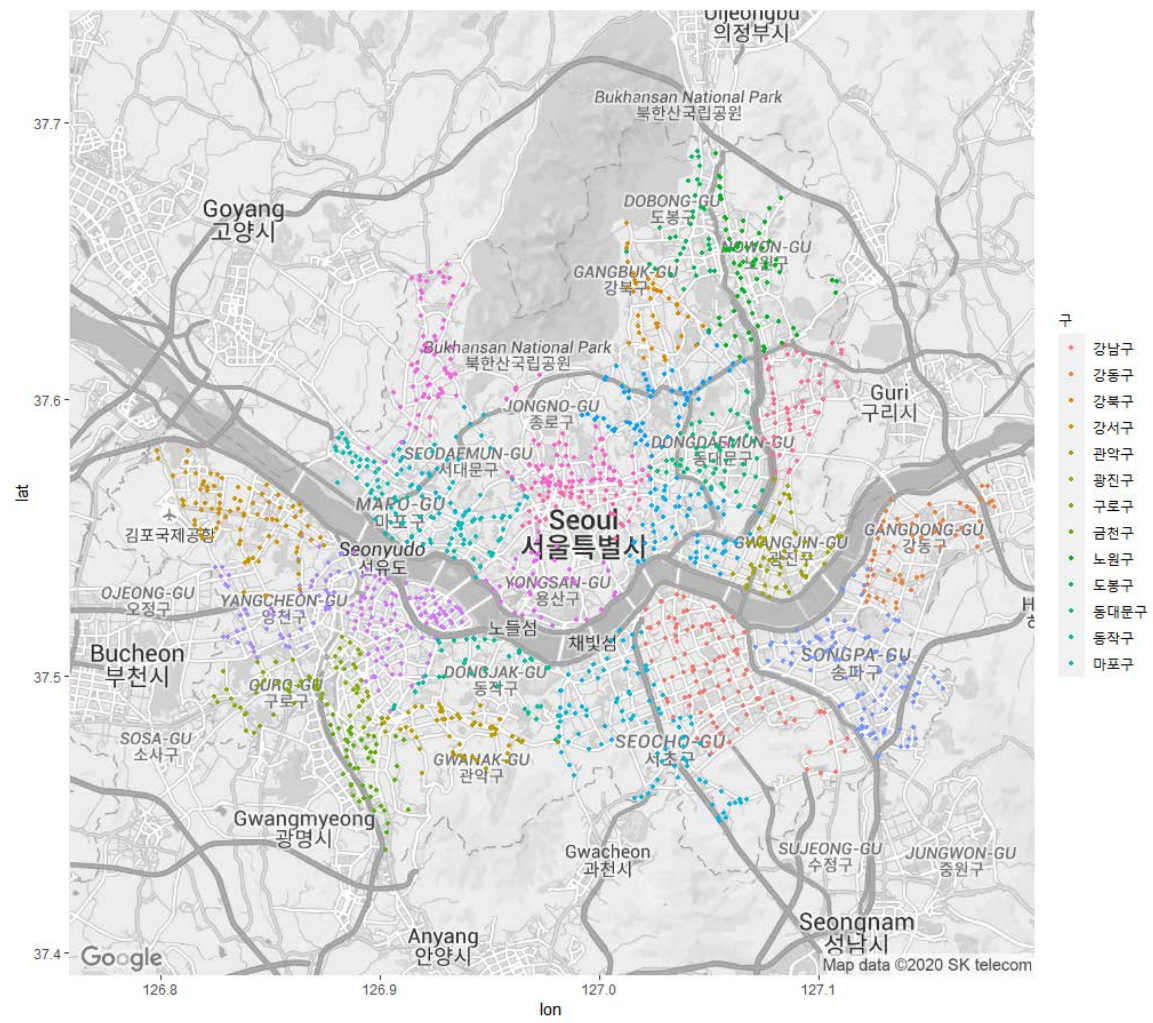 Uijeongbu
의정부시
Bukhansan National Park
북한산국립공원
37.7
DOBONG-GU
도봉구
Goyang
고양시
NOWON-GU
노원구
GANGBUK-GU
강북구
Bukhansan National Park
북한산국립공원
37.6
Guri
구리시
JONGNO-GU
종로구
SEODAEMUN-GU
서대문구
DONGDAEMUN-GU
동대문구
MAPO-GU
마포구
Seoul
서울특별시
김포국제공항
GANGDONG-GU
강동구
GWANGJIN-GU
광진구
Seonyudo
선유도
YONGSAN-GU
용산구
OJEONG-GU
오정구
YANGCHEON-GU
양천구
노들섬
채빛섬
Bucheon
부천시
SONGPA-GU
송파구
DONGJAK-GU
동작구
37.5
GURO-GU
구로구
SOSA-GU
소사구
SEOCHO-GU
서초구
GWANAK-GU
관악구
Gwangmyeong
광명시
Gwacheon
과천시
SUJEONG-GU
수정구
JUNGWON-GU
중원구
Seongnam
성남시
Anyang
안양시
37.4
Google
Map data ©2020 SK telecom
126.8
126.9
127.0
127.1
lon
lat
구
강남구
강동구
강북구
강서구
관악구
광진구
구로구
금천구
노원구
도봉구
동대문구
동작구
마포구